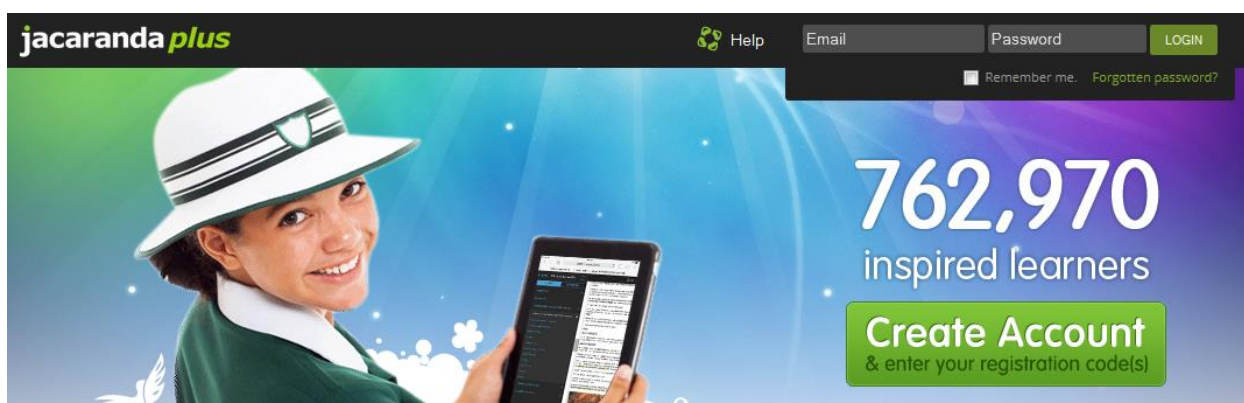 jacaranda plus
Help
Email
Password
LOGIN
Remember me.
Forgotten password?
762,970
inspired learners
Create Account
& enter your registration code(s)